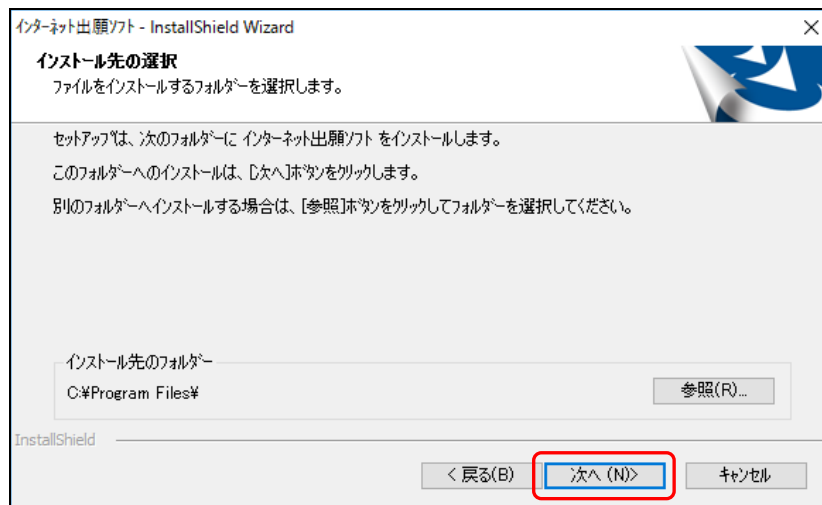 インターネット出願ソフト - InstallShield Wizard
インストール先の選択
ファイルをインストールするフォルダーを選択します。
セットアップは、次のフォルダーに インターネット出願ソフト をインストールします。
このフォルダーへのインストールは、[次へ]ボタンをクリックします。
別のフォルダーへインストールする場合は、[参照]ボタンをクリックしてフォルダーを選択してください。
インストール先のフォルダー
C:¥Program Files¥
参照(R)...
InstallShield
< 戻る(B)
次へ (N)>
キャンセル